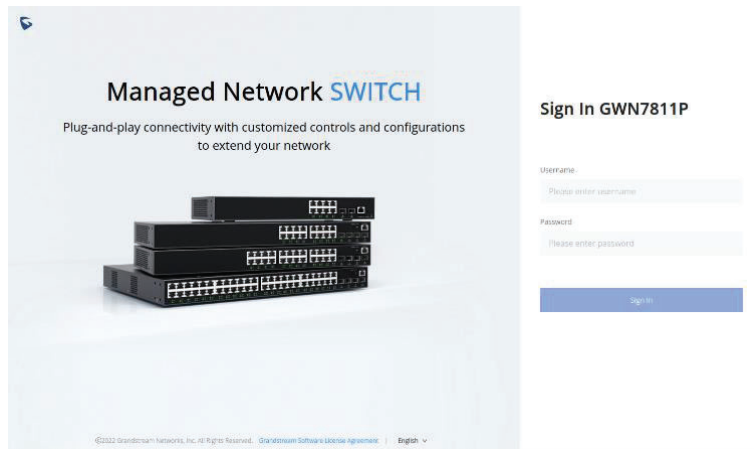 Managed Network SWITCH
Plug-and-play connectivity with customized controls and configurations
to extend your network
Sign In GWN7811P
Username
Please enter username
Password
Please enter password
Sign In
©2022 Grandstream Networks, Inc. All Rights Reserved. Grandstream Software License Agreement | English